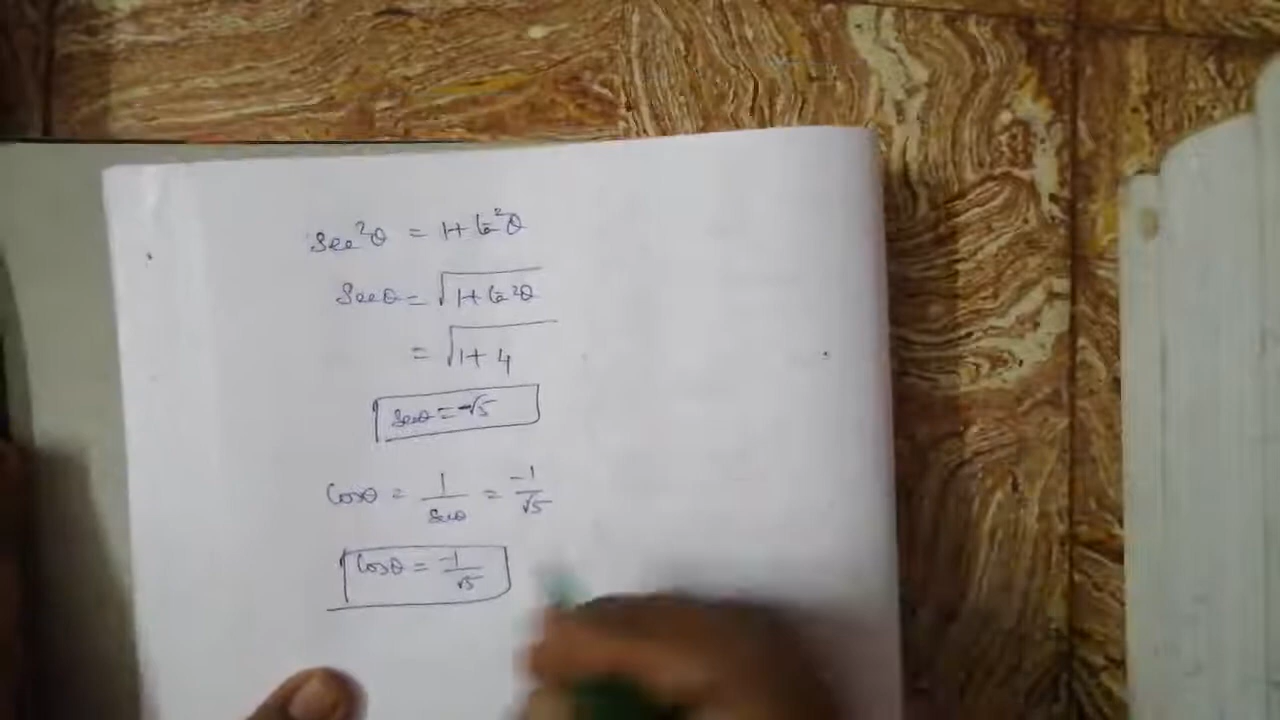 sec²θ = 1+tan²θ
secθ = √1+tan²θ
= √1+4
secθ = -√5
cosθ = 1/secθ = -1/√5
cosθ = -1/√5